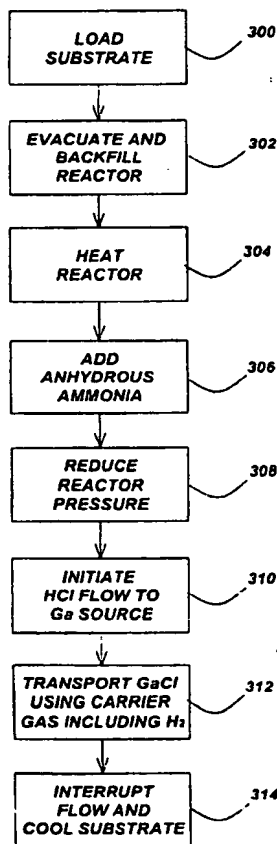 LOAD
SUBSTRATE
300
EVACUATE AND
BACKFILL
REACTOR
302
HEAT
REACTOR
304
ADD
ANHYDROUS
AMMONIA
306
REDUCE
REACTOR
PRESSURE
308
INITIATE
HCl FLOW TO
Ga SOURCE
310
TRANSPORT GaCl
USING CARRIER
GAS INCLUDING H₂
312
INTERRUPT
FLOW AND
COOL SUBSTRATE
314